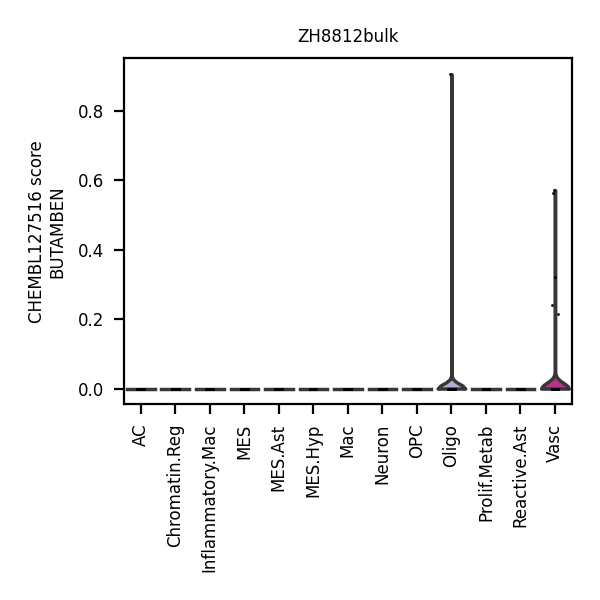 ZH8812bulk
CHEMBL127516 score
BUTAMBEN
0.8
0.6
0.4
0.2
0.0
AC
Chromatin.Reg
Inflammatory.Mac
MES
MES.Ast
MES.Hyp
Mac
Neuron
OPC
Oligo
Prolif.Metab
Reactive.Ast
Vasc